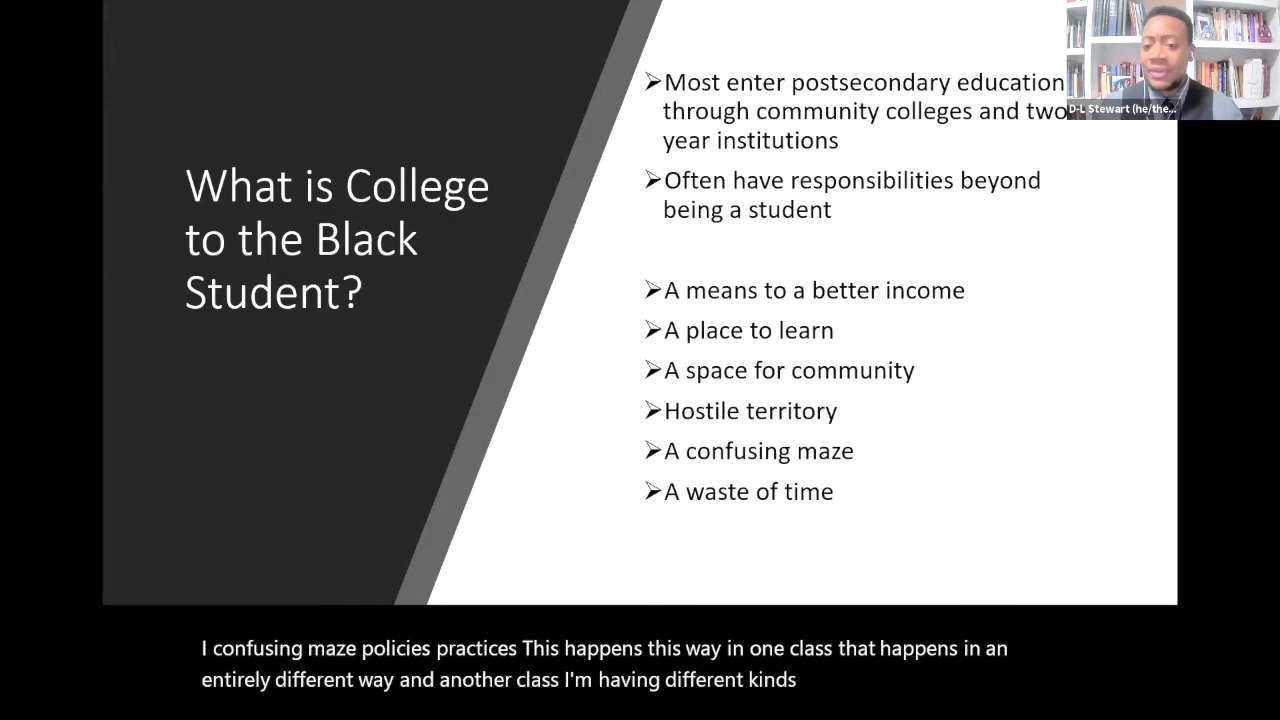 What is College
to the Black
Student?
➢Most enter postsecondary education
through community colleges and two
year institutions
➢Often have responsibilities beyond
being a student
➢A means to a better income
➢A place to learn
➢A space for community
➢Hostile territory
➢A confusing maze
➢A waste of time
D-L Stewart (he/the...
I confusing maze policies practices This happens this way in one class that happens in an
entirely different way and another class I'm having different kinds